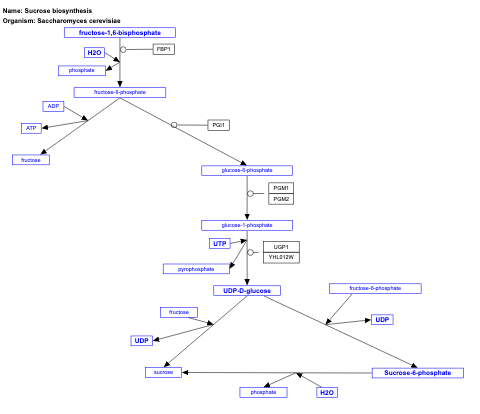 Name: Sucrose biosynthesis
Organism: Saccharomyces cerevisiae
fructose-1,6-bisphosphate
FBP1
H2O
phosphate
fructose-6-phosphate
ADP
ATP
PGI1
fructose
glucose-6-phosphate
PGM1
PGM2
glucose-1-phosphate
UTP
UGP1
YHL012W
pyrophosphate
UDP-D-glucose
fructose-6-phosphate
fructose
UDP
UDP
sucrose
Sucrose-6-phosphate
phosphate
H2O